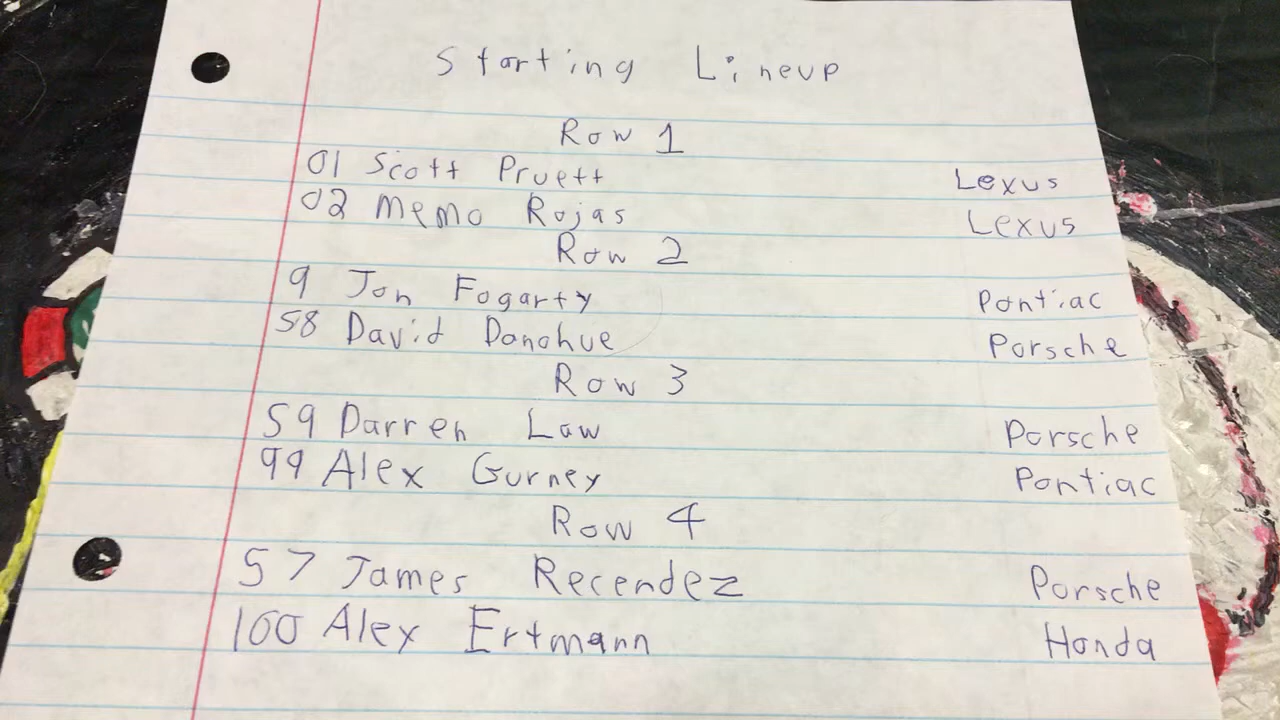 Starting Lineup
Row 1
01 Scott Pruett Lexus
02 Memo Rojas Lexus
Row 2
9 Jon Fogarty Pontiac
58 David Donohue Porsche
Row 3
59 Darren Law Porsche
99 Alex Gurney Pontiac
Row 4
57 James Recendez Porsche
100 Alex Ertmann Honda